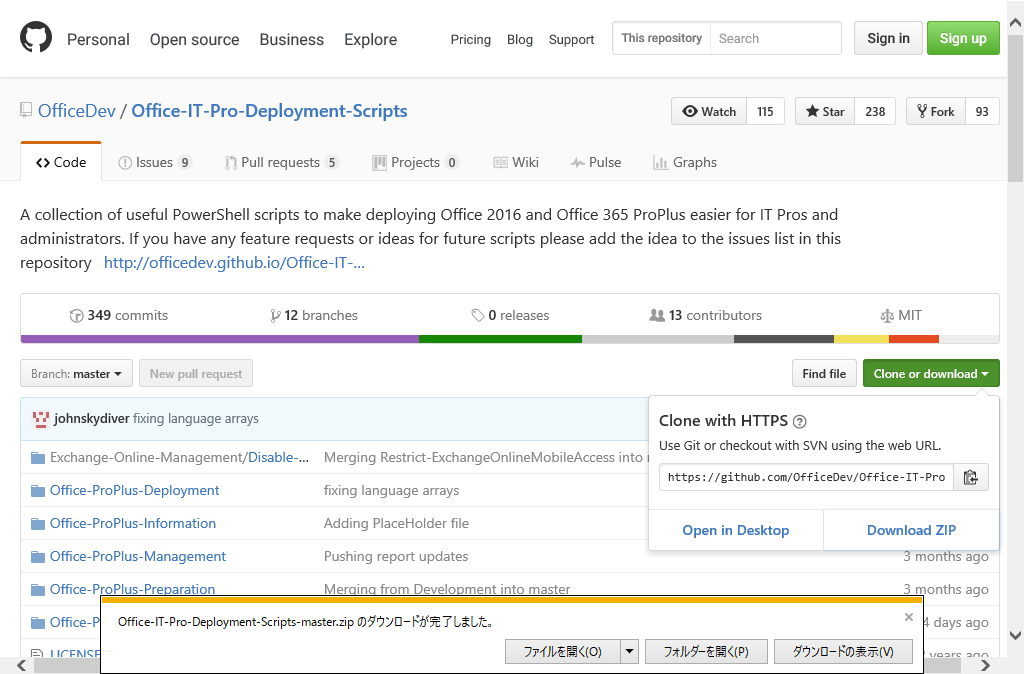 Personal Open source Business Explore Pricing Blog Support This repository Search Sign in Sign up
OfficeDev / Office-IT-Pro-Deployment-Scripts Watch 115 Star 238 Fork 93
Code Issues 9 Pull requests 5 Projects 0 Wiki Pulse Graphs
A collection of useful PowerShell scripts to make deploying Office 2016 and Office 365 ProPlus easier for IT Pros and
administrators. If you have any feature requests or ideas for future scripts please add the idea to the issues list in this
repository http://officedev.github.io/Office-IT-...
349 commits 12 branches 0 releases 13 contributors MIT
Branch: master New pull request Find file Clone or download
johnskydiver fixing language arrays
Clone with HTTPS ?
Use Git or checkout with SVN using the web URL.
Exchange-Online-Management/Disable-... Merging Restrict-ExchangeOnlineMobileAccess into
https://github.com/OfficeDev/Office-IT-Pro
Office-ProPlus-Deployment fixing language arrays
Office-ProPlus-Information Adding PlaceHolder file
Open in Desktop Download ZIP
Office-ProPlus-Management Pushing report updates 3 months ago
Office-ProPlus-Preparation Merging from Development into master 3 months ago
Office-P 4 days ago
Office-IT-Pro-Deployment-Scripts-master.zip のダウンロードが完了しました。 ×
LICENSE years ago
ファイルを開く(O) フォルダーを開く(P) ダウンロードの表示(V)